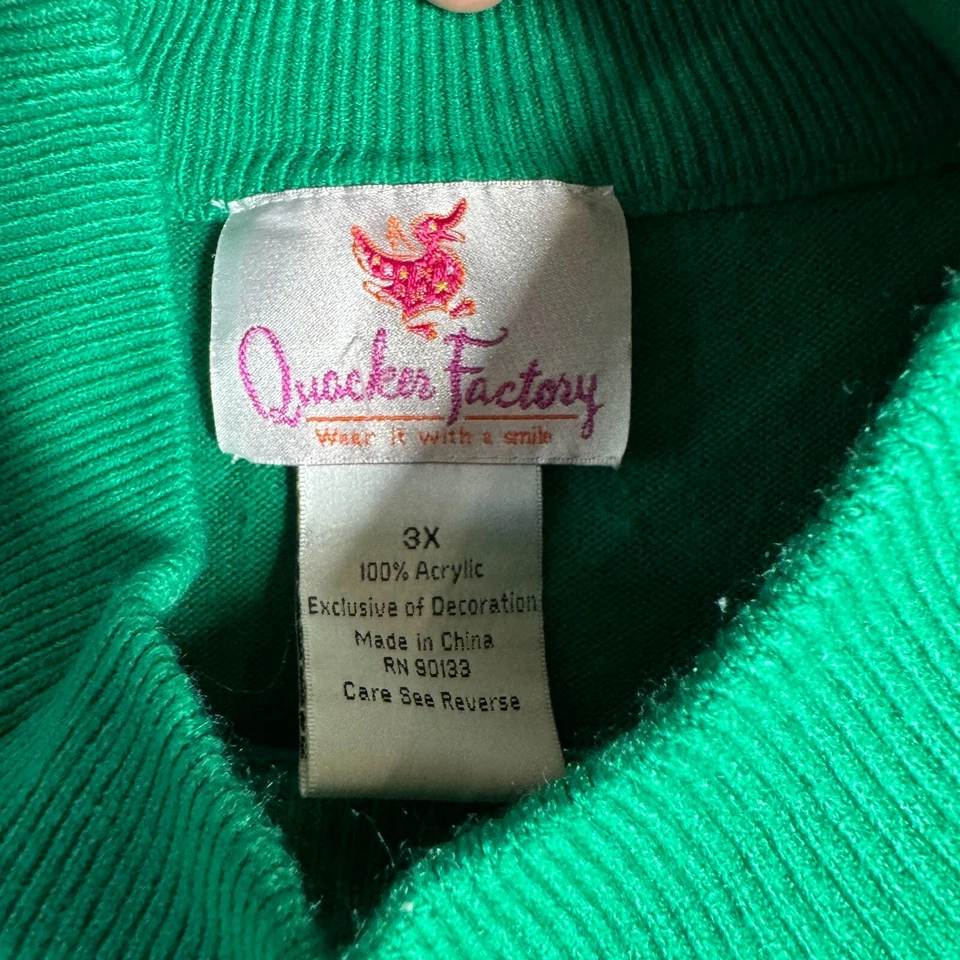 Quacker Factory
Wear it with a smile
3X
100% Acrylic
Exclusive of Decoration
Made in China
RN 90133
Care See Reverse